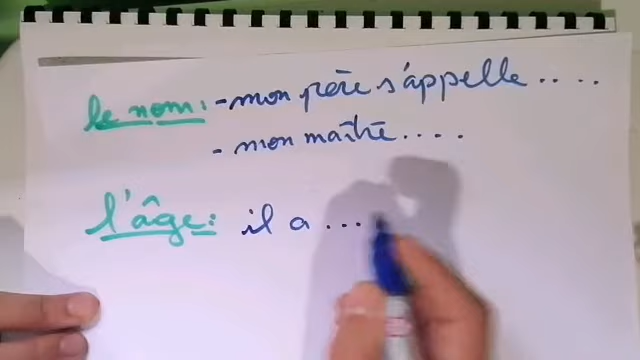 le nom: - mon père s'appelle....
- mon maître....
l'âge: il a ...